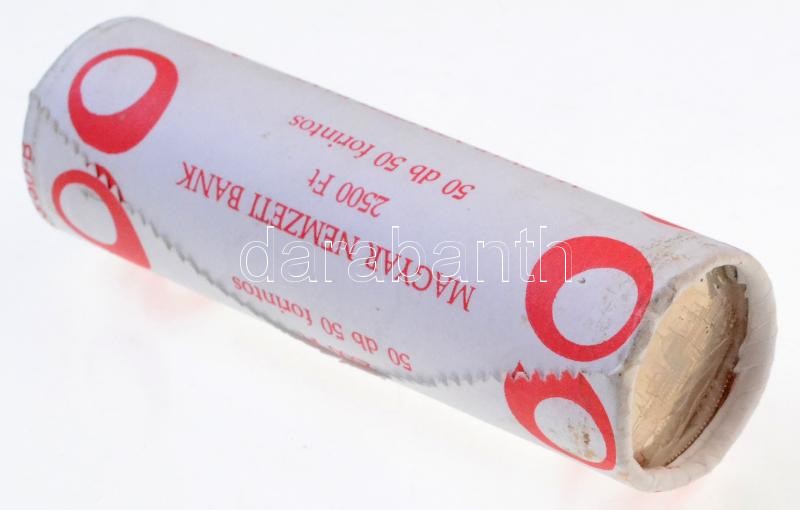 MAGYAR NEMZETI BANK
2500 Ft
50 db 50 forintos
50 db 50 forintos
darabanth